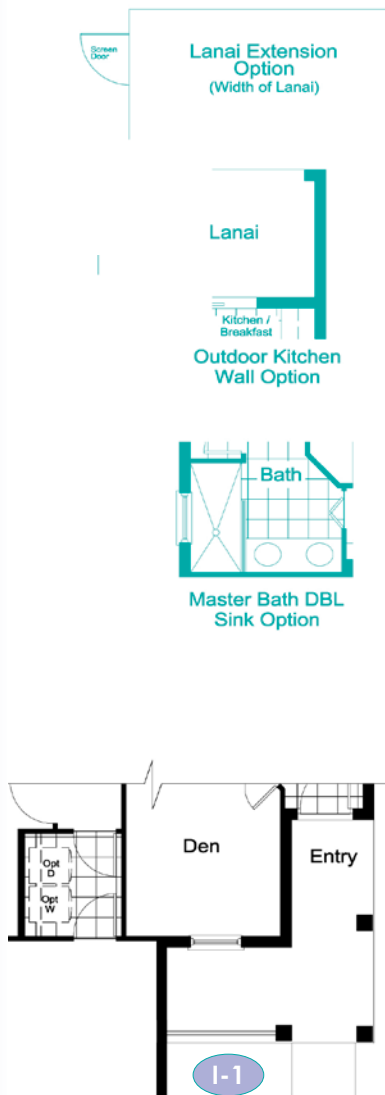 Screen
Door
Lanai Extension
Option
(Width of Lanai)
Lanai
Kitchen /
Breakfast
Outdoor Kitchen
Wall Option
Bath
Master Bath DBL
Sink Option
Den
Entry
Opt
D
Opt
W
I-1